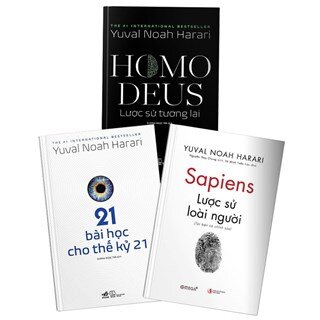 THE #1 INTERNATIONAL BESTSELLER
Yuval Noah Harari
HOMO
DEUS
Lược sử tương lai
THE #1 INTERNATIONAL BESTSELLER
Yuval Noah Harari
21
bài học
cho thế kỷ 21
YUVAL NOAH HARARI
Sapiens
Lược sử
loài người
OMEGA+